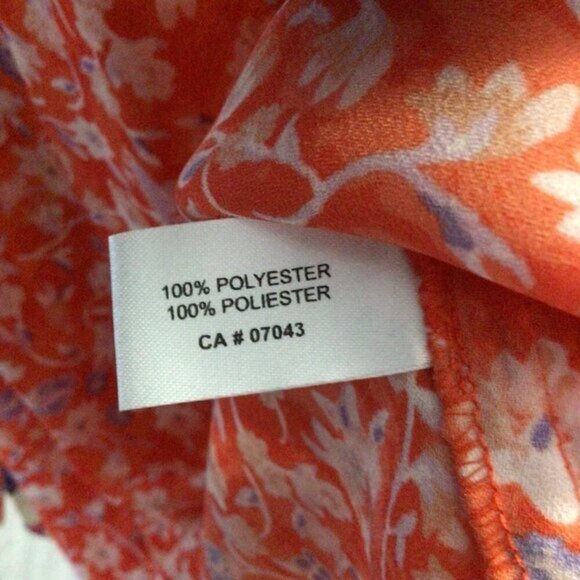 100% POLYESTER
100% POLIESTER
CA # 07043